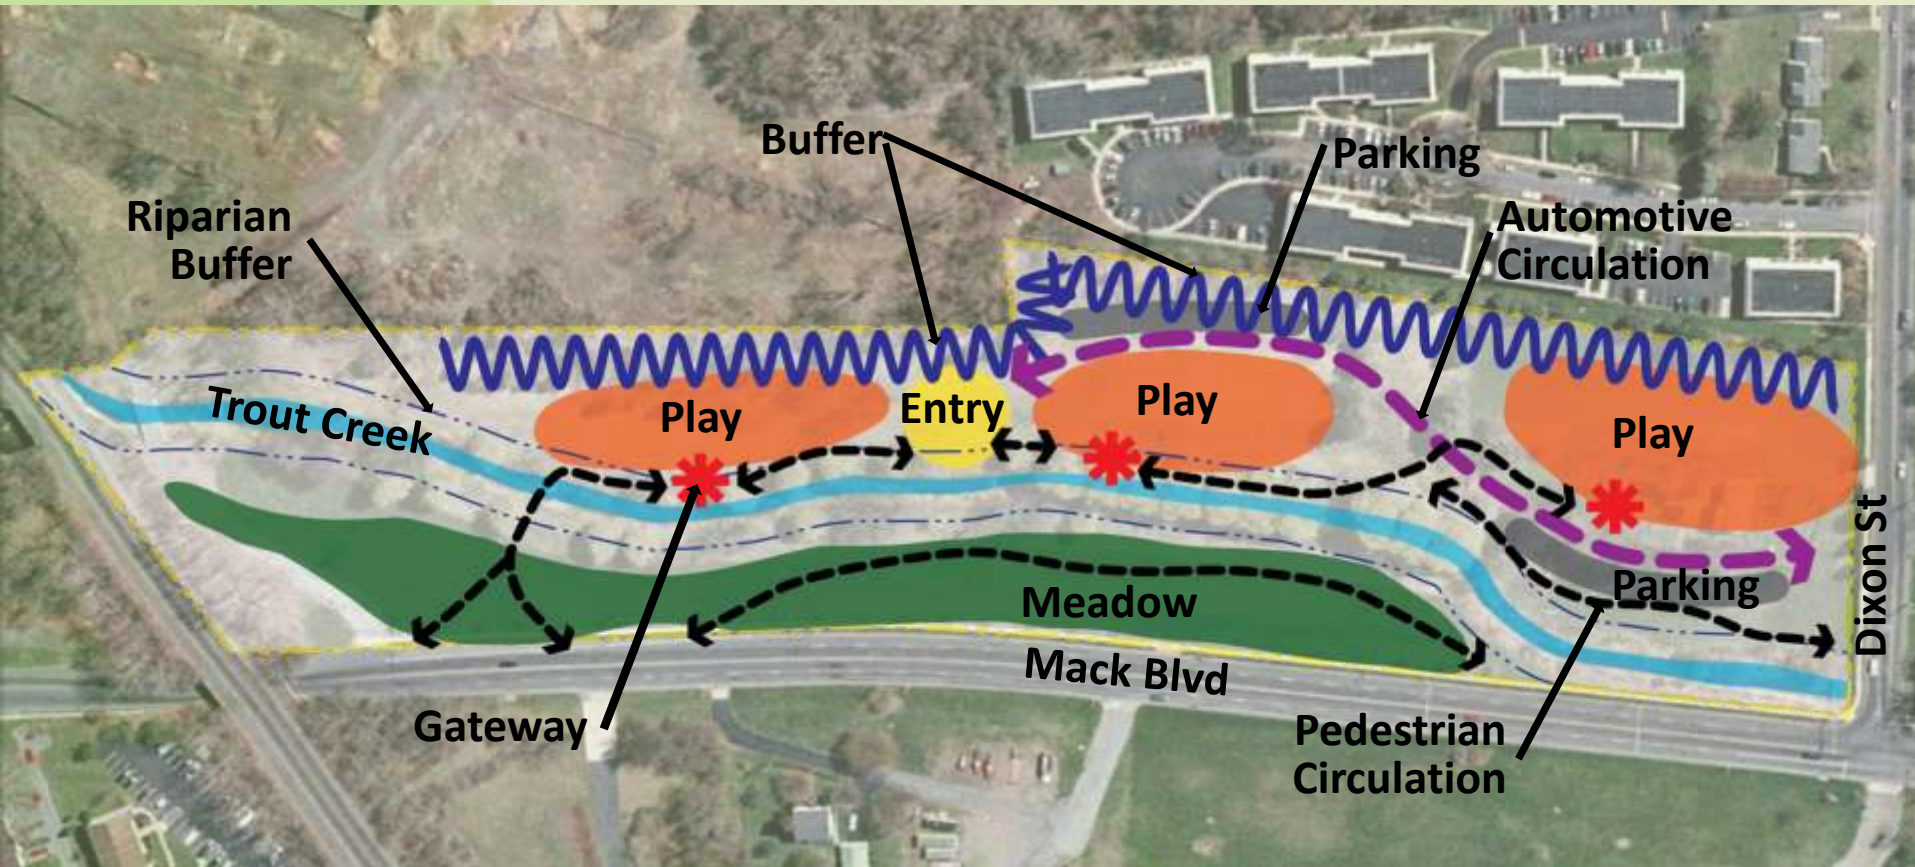 Buffer
Parking
Riparian
Buffer
Automotive
Circulation
Trout Creek
Play
Entry
Play
Play
Dixon St
Parking
Meadow
Mack Blvd
Gateway
Pedestrian
Circulation